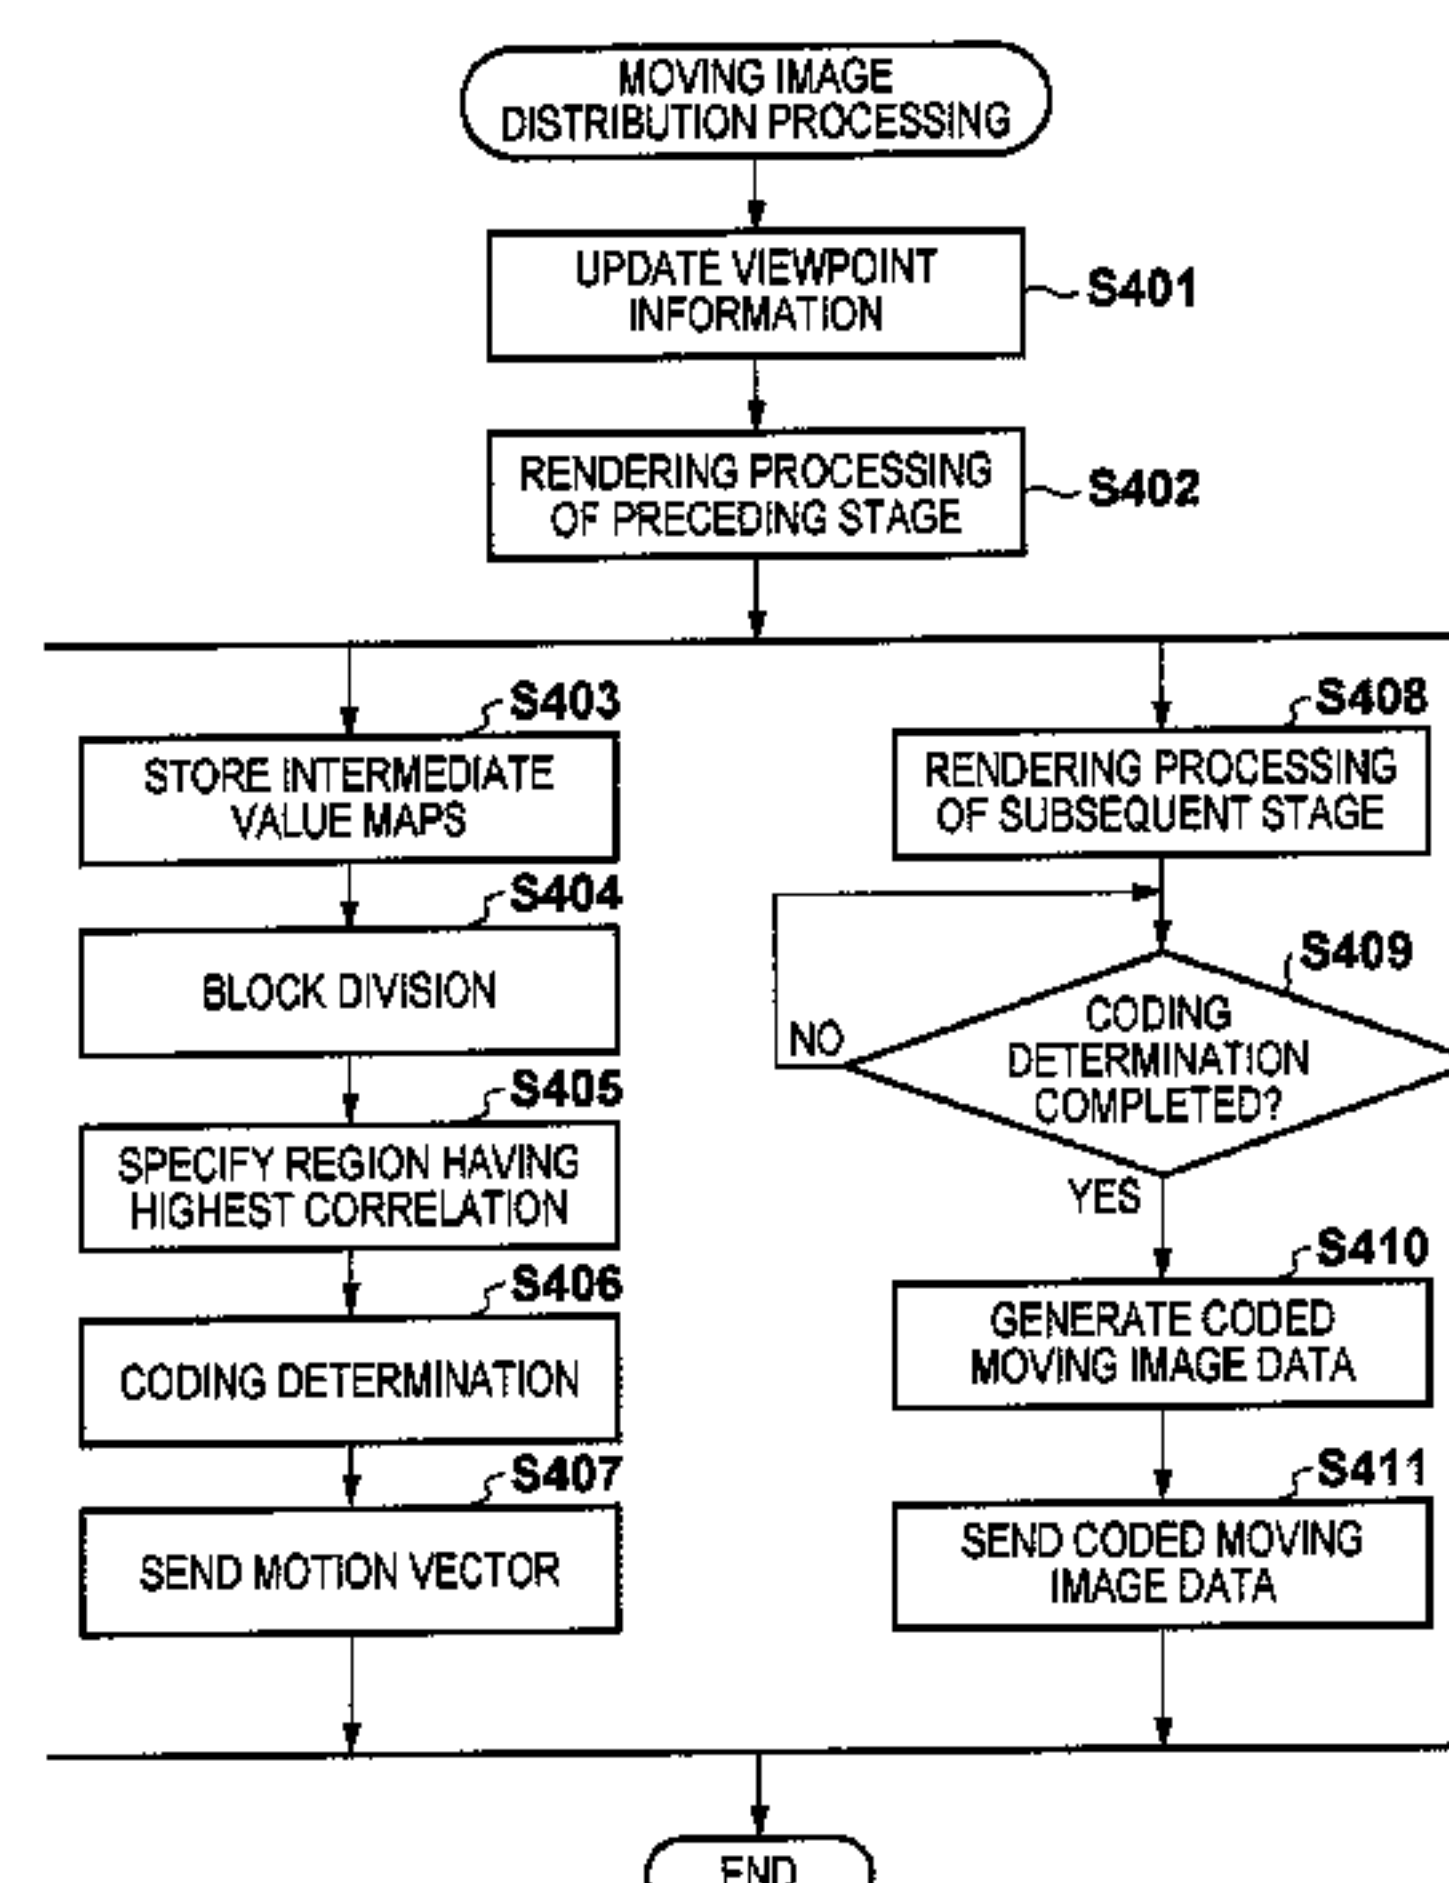 MOVING IMAGE
DISTRIBUTION PROCESSING
UPDATE VIEWPOINT
INFORMATION
S401
RENDERING PROCESSING
OF PRECEDING STAGE
S402
S403
STORE INTERMEDIATE
VALUE MAPS
S404
BLOCK DIVISION
S405
SPECIFY REGION HAVING
HIGHEST CORRELATION
S406
CODING DETERMINATION
S407
SEND MOTION VECTOR
S408
RENDERING PROCESSING
OF SUBSEQUENT STAGE
S409
CODING
DETERMINATION
COMPLETED?
NO
YES
S410
GENERATE CODED
MOVING IMAGE DATA
S411
SEND CODED MOVING
IMAGE DATA
END